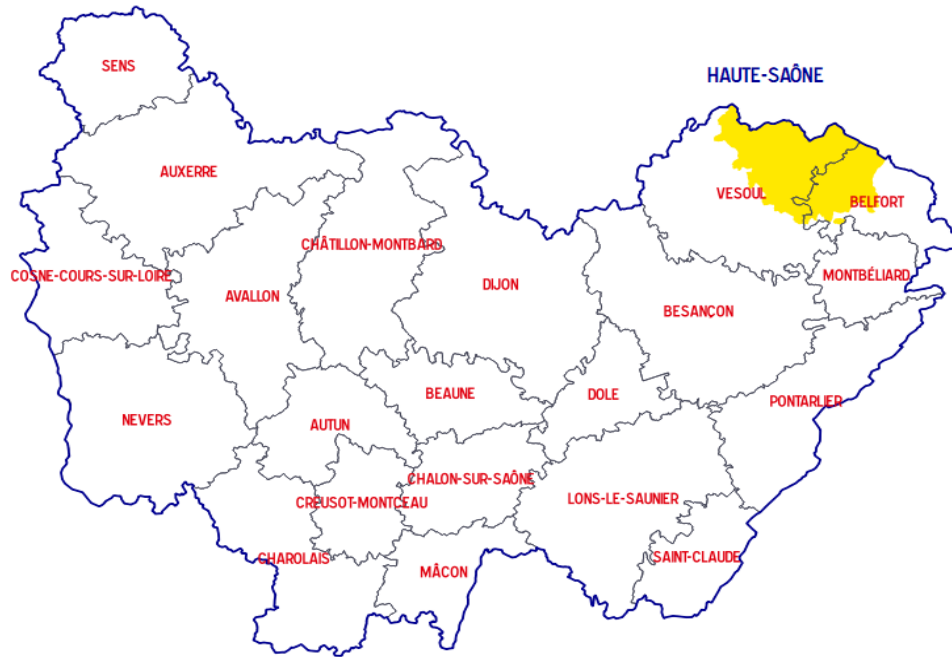 SENS
HAUTE-SAÔNE
AUXERRE
VESOUL
BELFORT
CHÂTILLON-MONTBARD
COSNE-COURS-SUR-LOIRE
MONTBÉLIARD
AVALLON
DIJON
BESANÇON
BEAUNE
DOLE
PONTARLIER
NEVERS
AUTUN
CHALON-SUR-SAÔNE
LONS-LE-SAUNIER
CREUSOT-MONTCEAU
CHAROLAIS
SAINT-CLAUDE
MÂCON